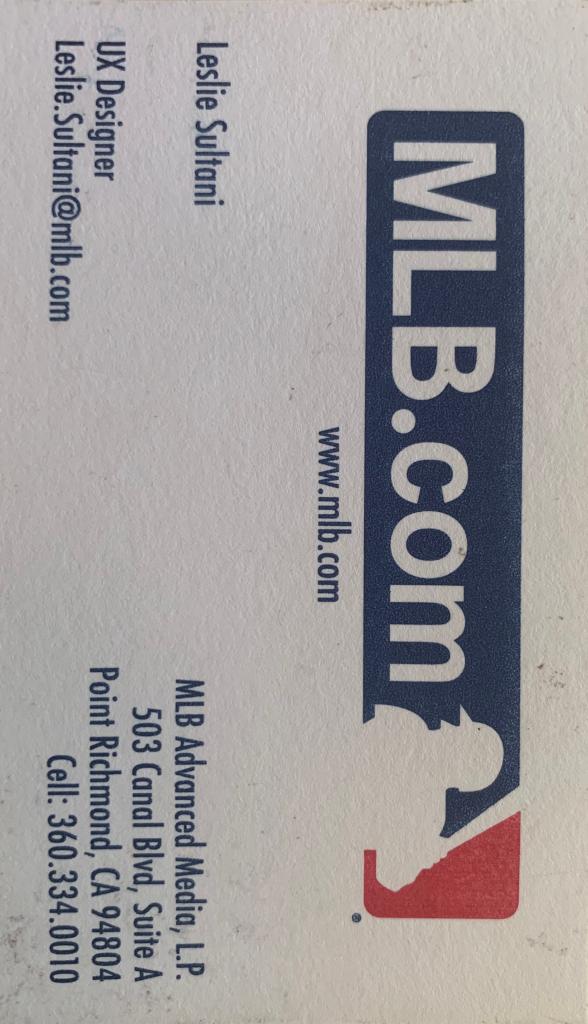 MLB.com
www.mlb.com
Leslie Sultani
UX Designer
Leslie.Sultani@mlb.com
MLB Advanced Media, L.P.
503 Canal Blvd, Suite A
Point Richmond, CA 94804
Cell: 360.334.0010